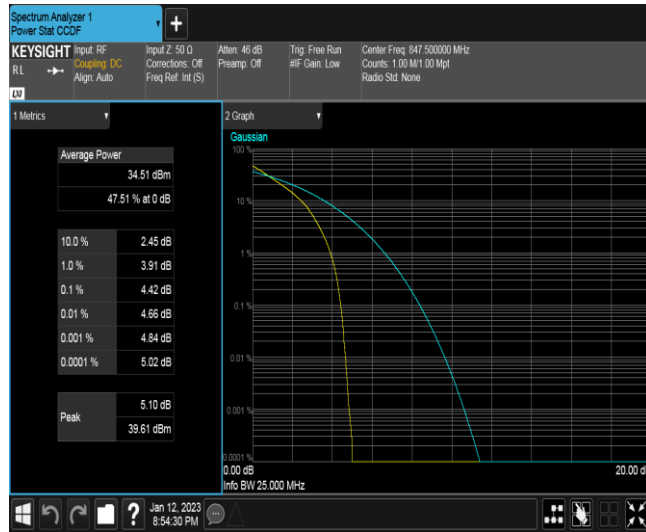 Spectrum Analyzer 1
Power Stat CCDF
KEYSIGHT
RL
LXI
Input: RF
Coupling: DC
Align: Auto
Input Z: 50 Ω
Corrections: Off
Freq Ref: Int (S)
Atten: 46 dB
Preamp: Off
Trig: Free Run
#IF Gain: Low
Center Freq: 847.500000 MHz
Counts: 1.00 M/1.00 Mpt
Radio Std: None
1 Metrics
Average Power
34.51 dBm
47.51 % at 0 dB
10.0 % 2.45 dB
1.0 % 3.91 dB
0.1 % 4.42 dB
0.01 % 4.66 dB
0.001 % 4.84 dB
0.0001 % 5.02 dB
Peak
5.10 dB
39.61 dBm
2 Graph
Gaussian
100 %
10 %
1 %
0.1 %
0.01 %
0.001 %
0.0001 %
0.00 dB
20.00 d
Info BW 25.000 MHz
?
Jan 12, 2023
8:54:30 PM